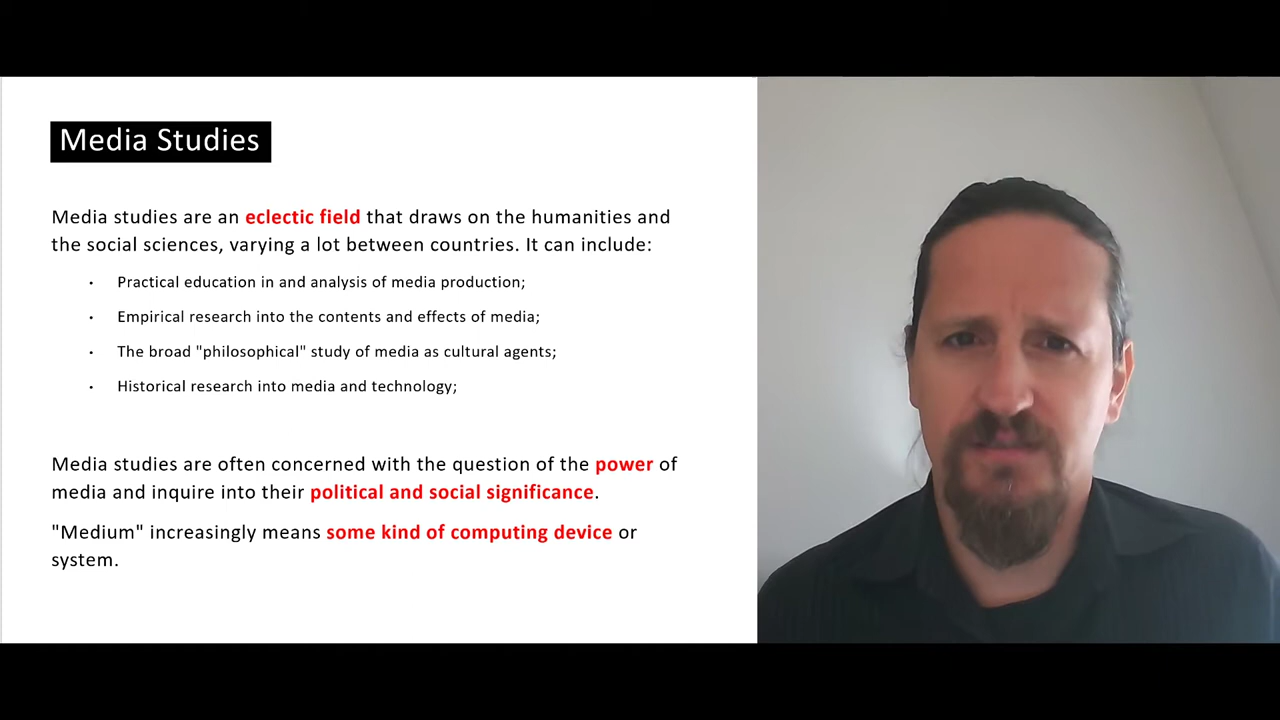 Media Studies
Media studies are an eclectic field that draws on the humanities and
the social sciences, varying a lot between countries. It can include:
• Practical education in and analysis of media production;
• Empirical research into the contents and effects of media;
• The broad "philosophical" study of media as cultural agents;
• Historical research into media and technology;
Media studies are often concerned with the question of the power of
media and inquire into their political and social significance.
"Medium" increasingly means some kind of computing device or
system.